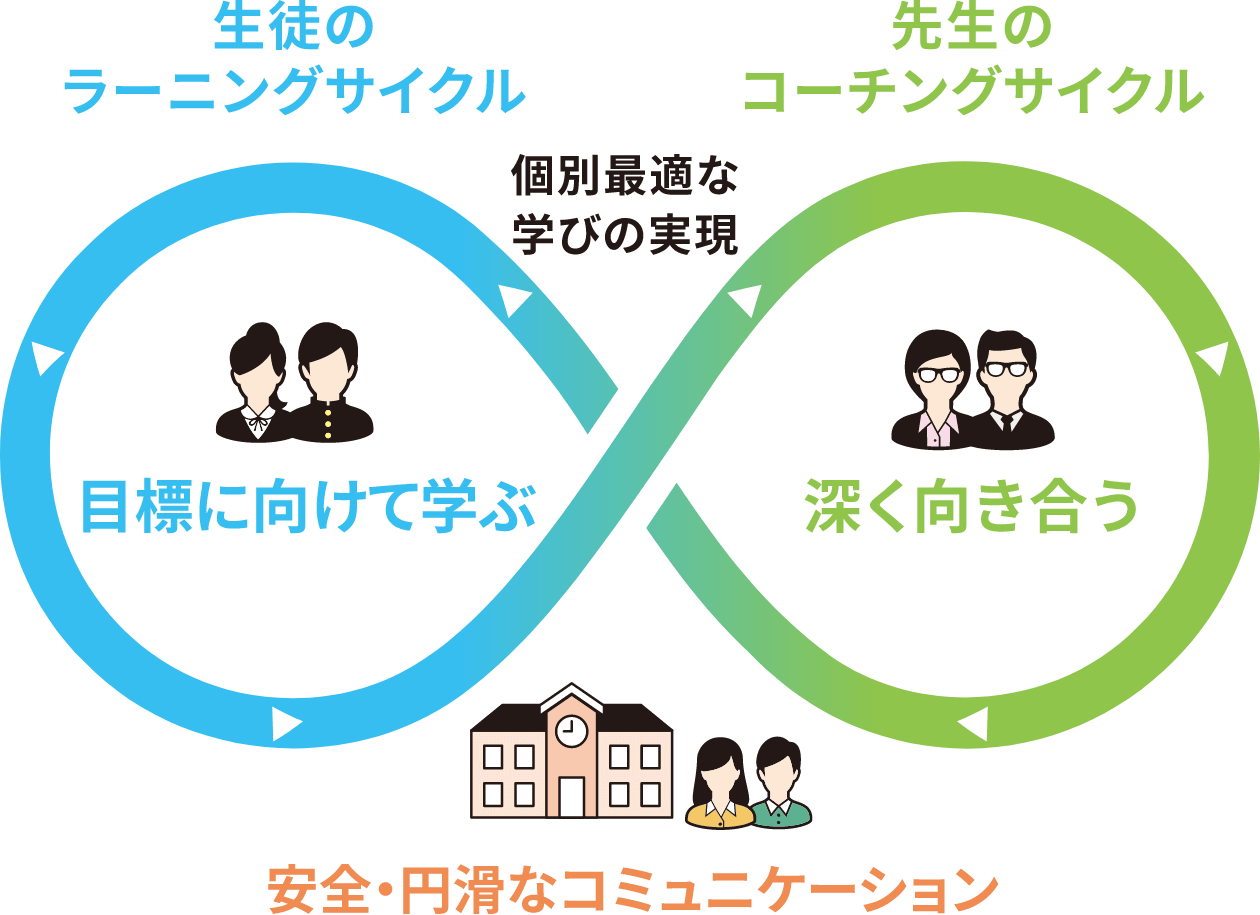 生徒の
ラーニングサイクル
先生の
コーチングサイクル
個別最適な
学びの実現
目標に向けて学ぶ
深く向き合う
安全・円滑なコミュニケーション